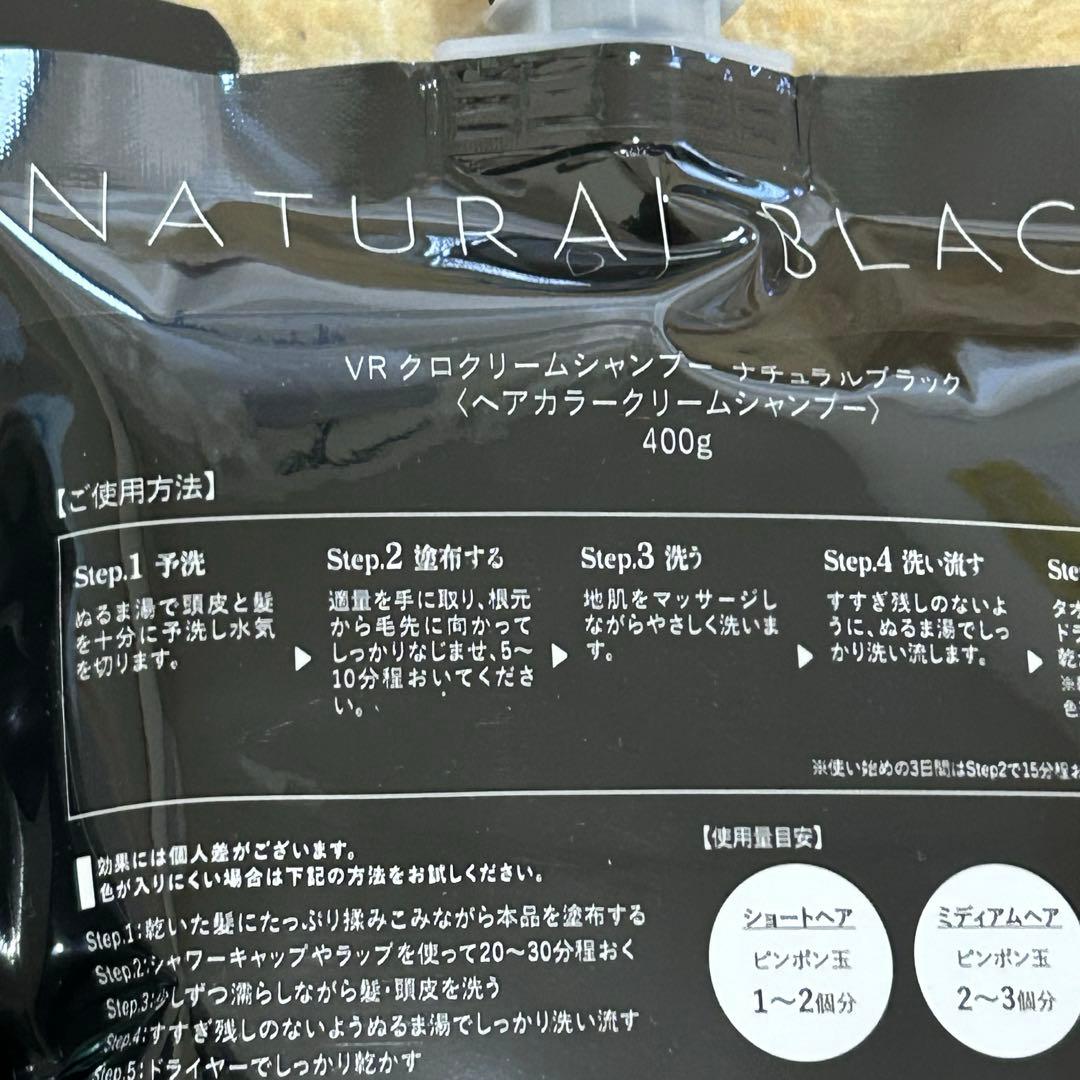 NATURAL BLAC
VR クロクリームシャンプー ナチュラルブラック
〈ヘアカラークリームシャンプー〉
400g
【ご使用方法】
Step.1 予洗
ぬるま湯で頭皮と髪
を十分に予洗し水気
を切ります。
Step.2 塗布する
適量を手に取り、根元
から毛先に向かって
しっかりなじませ、5〜
10分程おいてくださ
い。
Step.3 洗う
地肌をマッサージし
ながらやさしく洗いま
す。
Step.4 洗い流す
すすぎ残しのないよ
うに、ぬるま湯でしっ
かり洗い流します。
Ste
タオ
ドラ
乾か
色
※使い始めの3日間はStep2で15分程お
効果には個人差がございます。
色が入りにくい場合は下記の方法をお試しください。
Step.1:乾いた髪にたっぷり揉みこみながら本品を塗布する
Step.2:シャワーキャップやラップを使って20〜30分程おく
Step.3:少しずつ濡らしながら髪・頭皮を洗う
Step.4:すすぎ残しのないようぬるま湯でしっかり洗い流す
Step.5:ドライヤーでしっかり乾かす
【使用量目安】
ショートヘア
ピンポン玉
1〜2個分
ミディアムヘア
ピンポン玉
2〜3個分